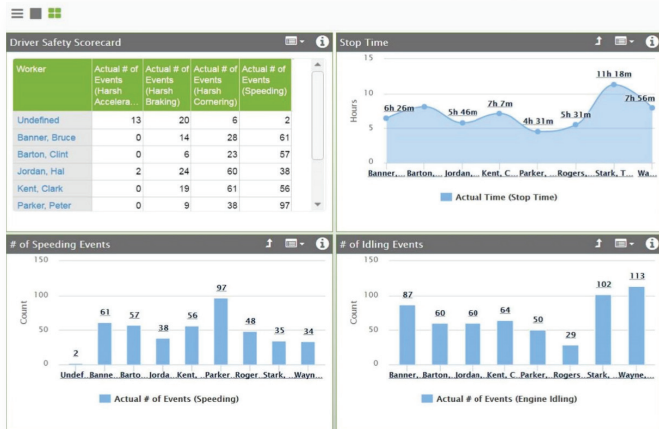 Driver Safety Scorecard
Worker
Actual # of Events (Harsh Accelera...
Actual # of Events (Harsh Braking)
Actual # of Events (Harsh Cornering)
Actual # of Events (Speeding)
Undefined 13 20 6 2
Banner, Bruce 0 14 28 61
Barton, Clint 0 6 23 57
Jordan, Hal 2 24 60 38
Kent, Clark 0 19 61 56
Parker, Peter 0 9 38 97
Stop Time
15
10
5
0
Hours
6h 26m 5h 46m 7h 7m 4h 31m 5h 31m 11h 18m 7h 56m
Banner,... Barton,... Jordan,... Kent, C... Parker,... Rogers,... Stark, T... Wa...
Actual Time (Stop Time)
# of Speeding Events
150
100
50
0
Count
2 61 57 38 56 97 48 35 34
Undef... Banne... Barto... Jorda... Kent,... Parker... Roger... Stark,... Wayn...
Actual # of Events (Speeding)
# of Idling Events
150
100
50
0
Count
87 60 60 64 50 29 102 113
Banner,... Barton,... Jordan,... Kent, C... Parker,... Rogers... Stark,... Wayne,...
Actual # of Events (Engine Idling)